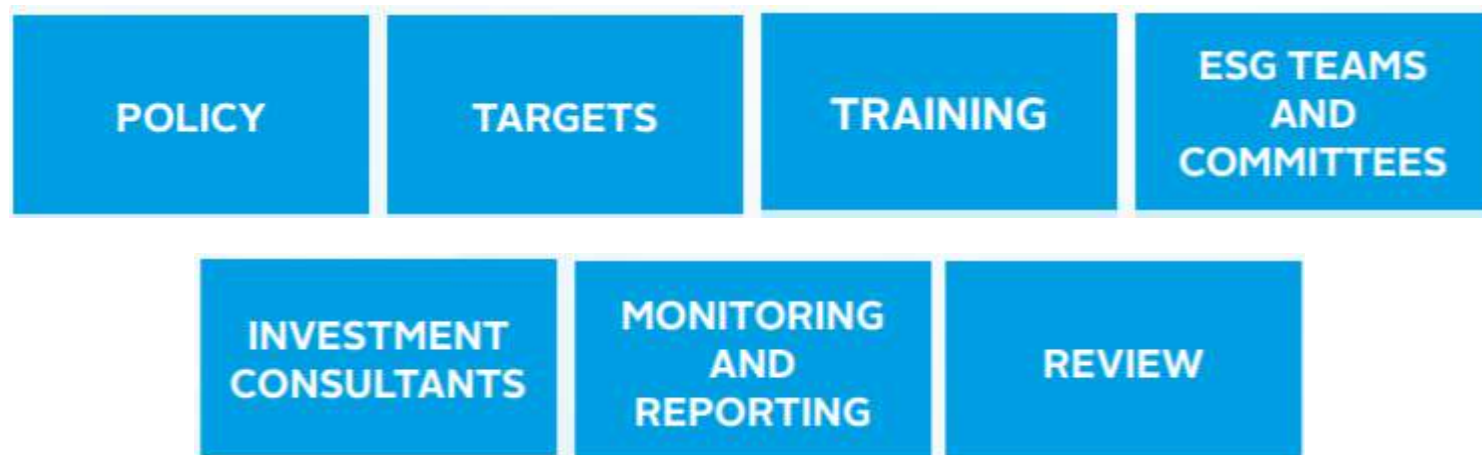 POLICY
TARGETS
TRAINING
ESG TEAMS
AND
COMMITTEES
INVESTMENT
CONSULTANTS
MONITORING
AND
REPORTING
REVIEW